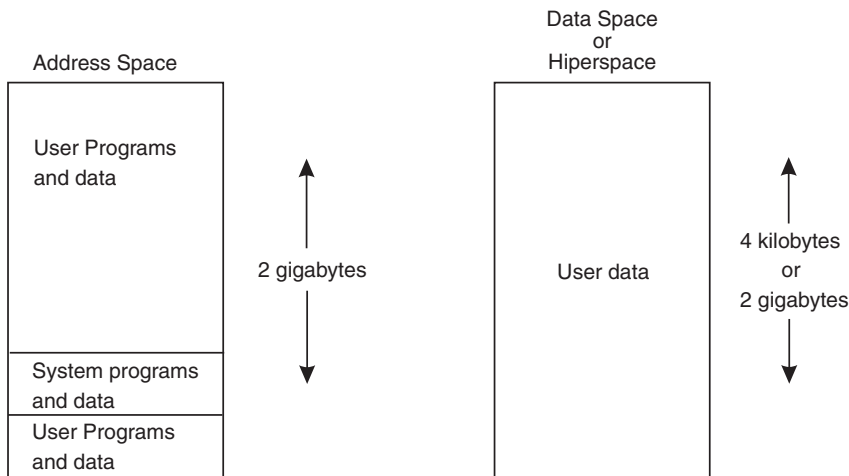 Address Space
User Programs
and data
System programs
and data
User Programs
and data
2 gigabytes
Data Space
or
Hiperspace
User data
4 kilobytes
or
2 gigabytes